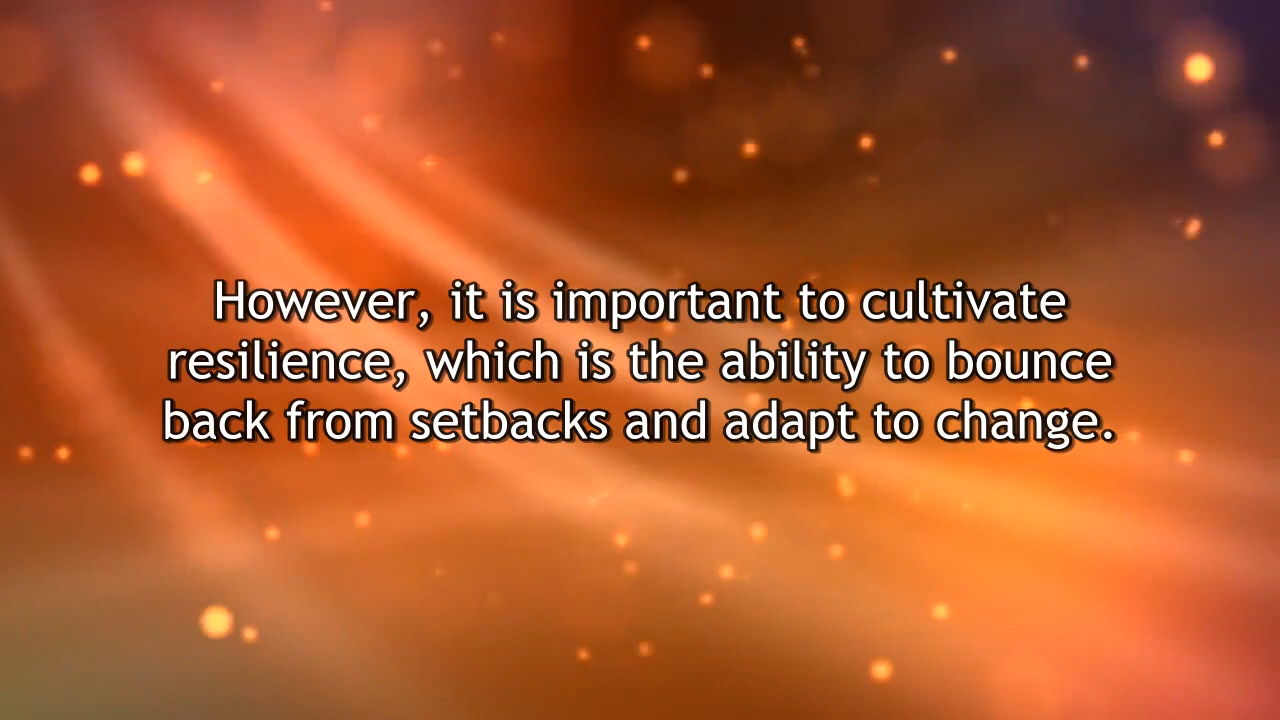 However, it is important to cultivate
resilience, which is the ability to bounce
back from setbacks and adapt to change.